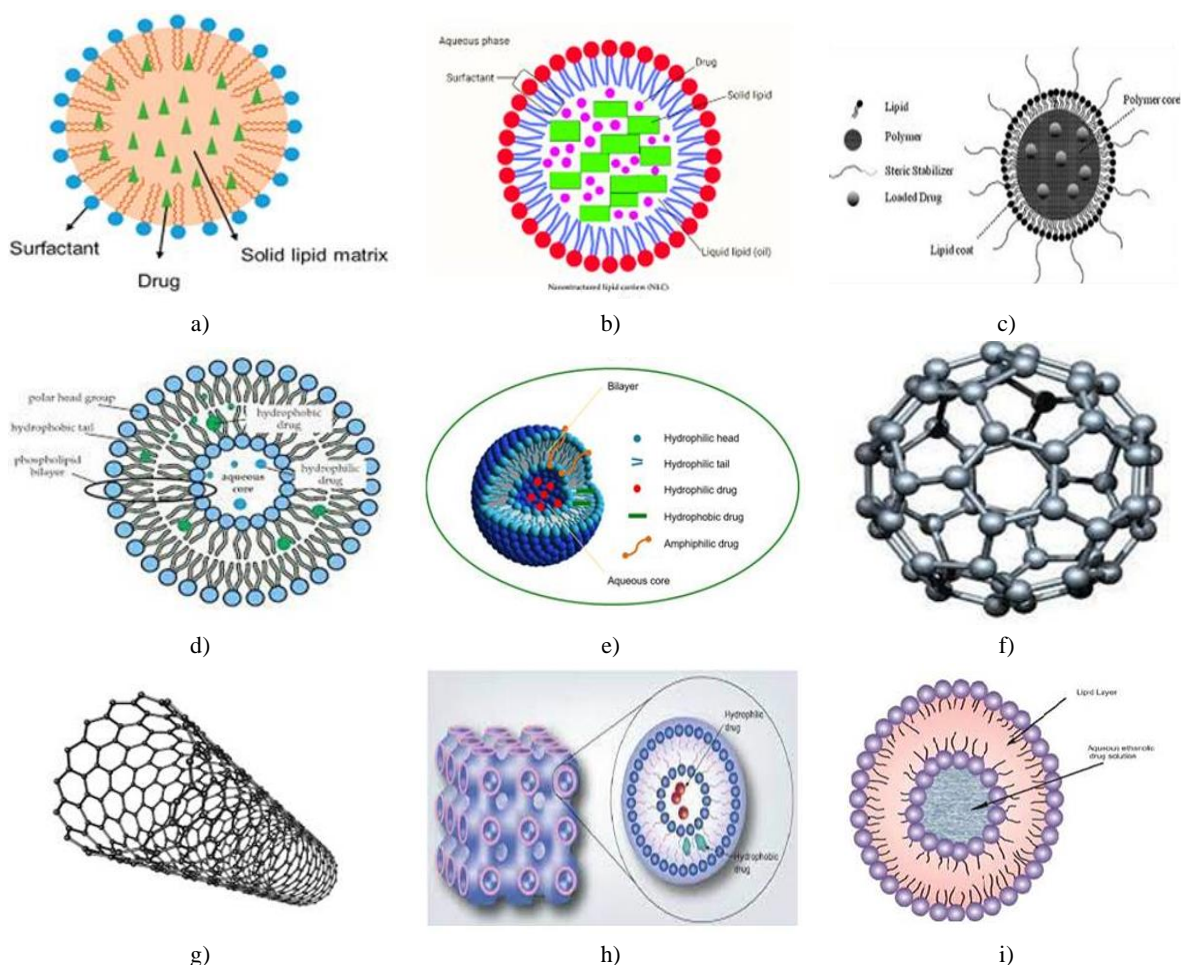 Surfactant
Drug
Solid lipid matrix
a)
Aqueous phase
Surfactant
Drug
Solid lipid
Liquid lipid (oil)
Nanostructured lipid carriers (NLC)
b)
Lipid
Polymer
Steric Stabilizer
Loaded Drug
Polymer core
Lipid coat
c)
polar head group
hydrophobic tail
phospholipid
bilayer
hydrophobic
drug
aqueous
core
hydrophilic
drug
d)
Bilayer
Hydrophilic head
Hydrophilic tail
Hydrophilic drug
Hydrophobic drug
Amphiphilic drug
Aqueous core
e)
f)
g)
Hydrophilic
drug
Hydrophobic
drug
h)
Lipid Layer
Aqueous ethanolic
drug solution
i)